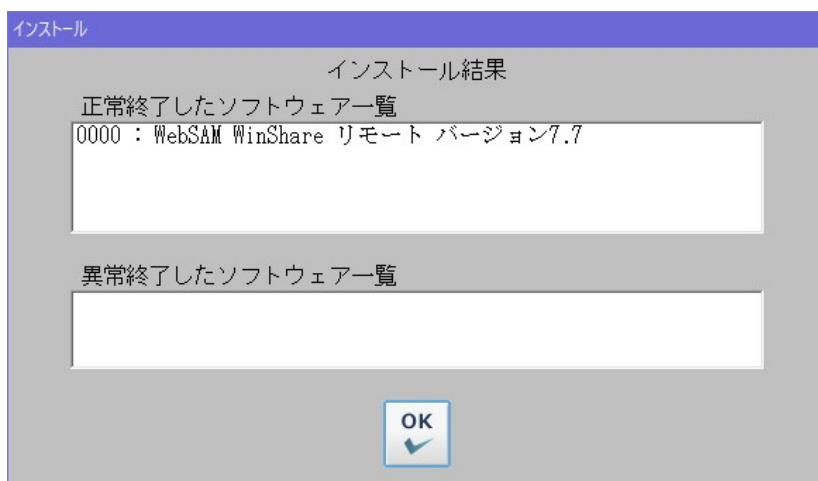 インストール
インストール結果
正常終了したソフトウェア一覧
0000 : WebSAM WinShare リモート バージョン7.7
異常終了したソフトウェア一覧
OK